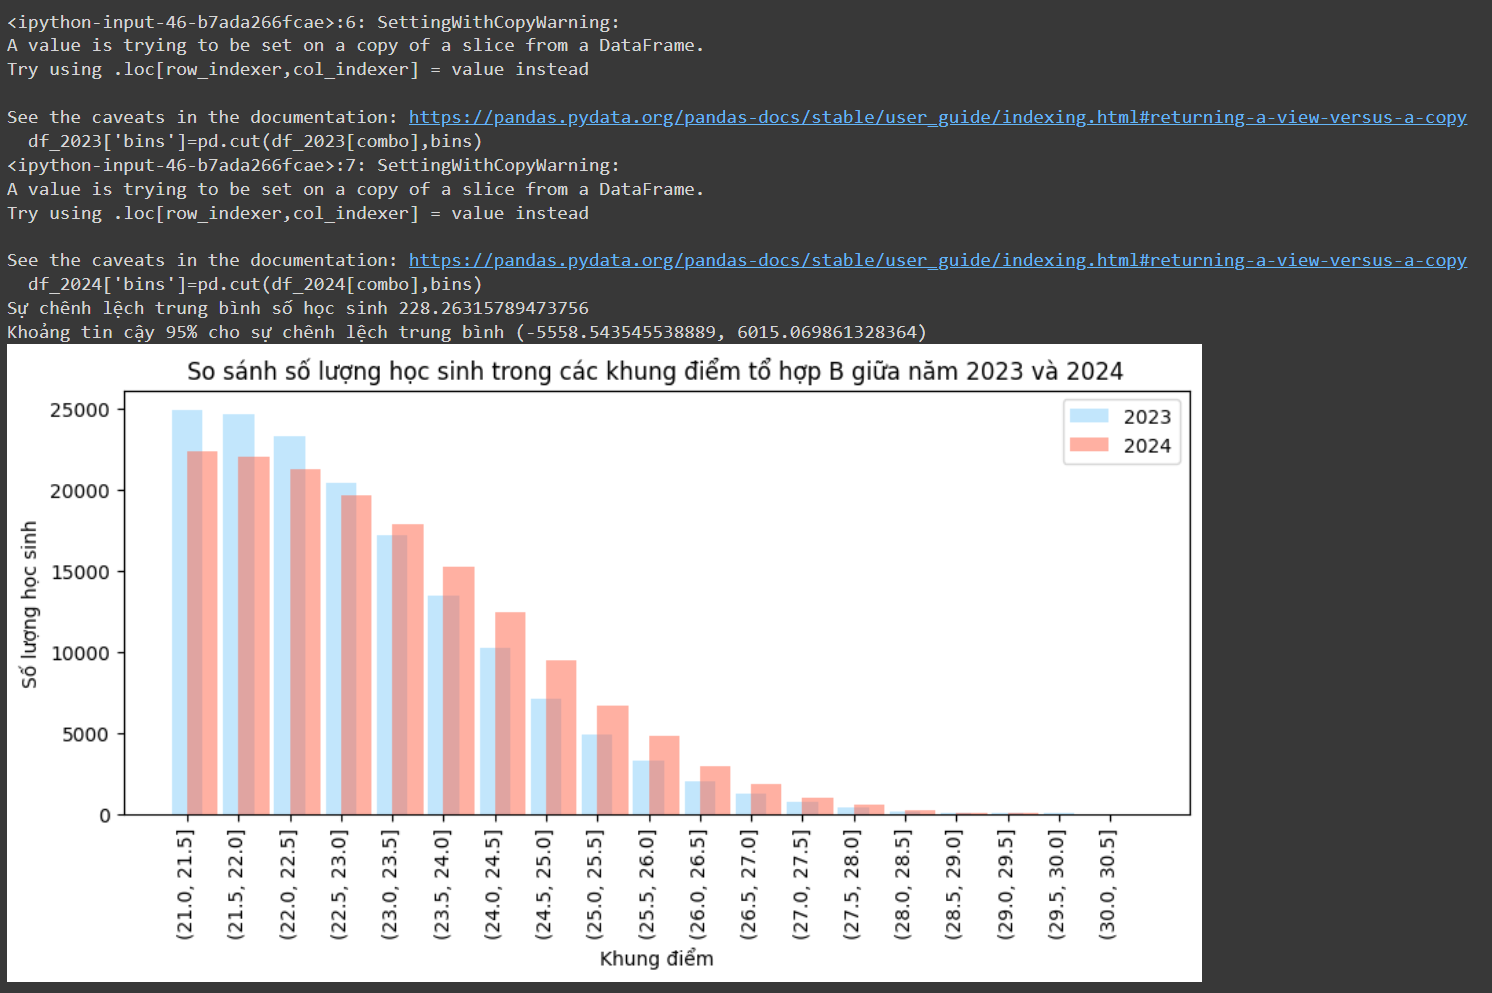 <ipython-input-46-b7ada266fcae>:6: SettingWithCopyWarning:
A value is trying to be set on a copy of a slice from a DataFrame.
Try using .loc[row_indexer,col_indexer] = value instead
See the caveats in the documentation: https://pandas.pydata.org/pandas-docs/stable/user_guide/indexing.html#returning-a-view-versus-a-copy
df_2023['bins']=pd.cut(df_2023[combo],bins)
<ipython-input-46-b7ada266fcae>:7: SettingWithCopyWarning:
A value is trying to be set on a copy of a slice from a DataFrame.
Try using .loc[row_indexer,col_indexer] = value instead
See the caveats in the documentation: https://pandas.pydata.org/pandas-docs/stable/user_guide/indexing.html#returning-a-view-versus-a-copy
df_2024['bins']=pd.cut(df_2024[combo],bins)
Sự chênh lệch trung bình số học sinh 228.26315789473756
Khoảng tin cậy 95% cho sự chênh lệch trung bình (-5558.543545538889, 6015.069861328364)
So sánh số lượng học sinh trong các khung điểm tổ hợp B giữa năm 2023 và 2024
2023
2024
Số lượng học sinh
25000
20000
15000
10000
5000
0
(21.0, 21.5]
(21.5, 22.0]
(22.0, 22.5]
(22.5, 23.0]
(23.0, 23.5]
(23.5, 24.0]
(24.0, 24.5]
(24.5, 25.0]
(25.0, 25.5]
(25.5, 26.0]
(26.0, 26.5]
(26.5, 27.0]
(27.0, 27.5]
(27.5, 28.0]
(28.0, 28.5]
(28.5, 29.0]
(29.0, 29.5]
(29.5, 30.0]
(30.0, 30.5]
Khung điểm